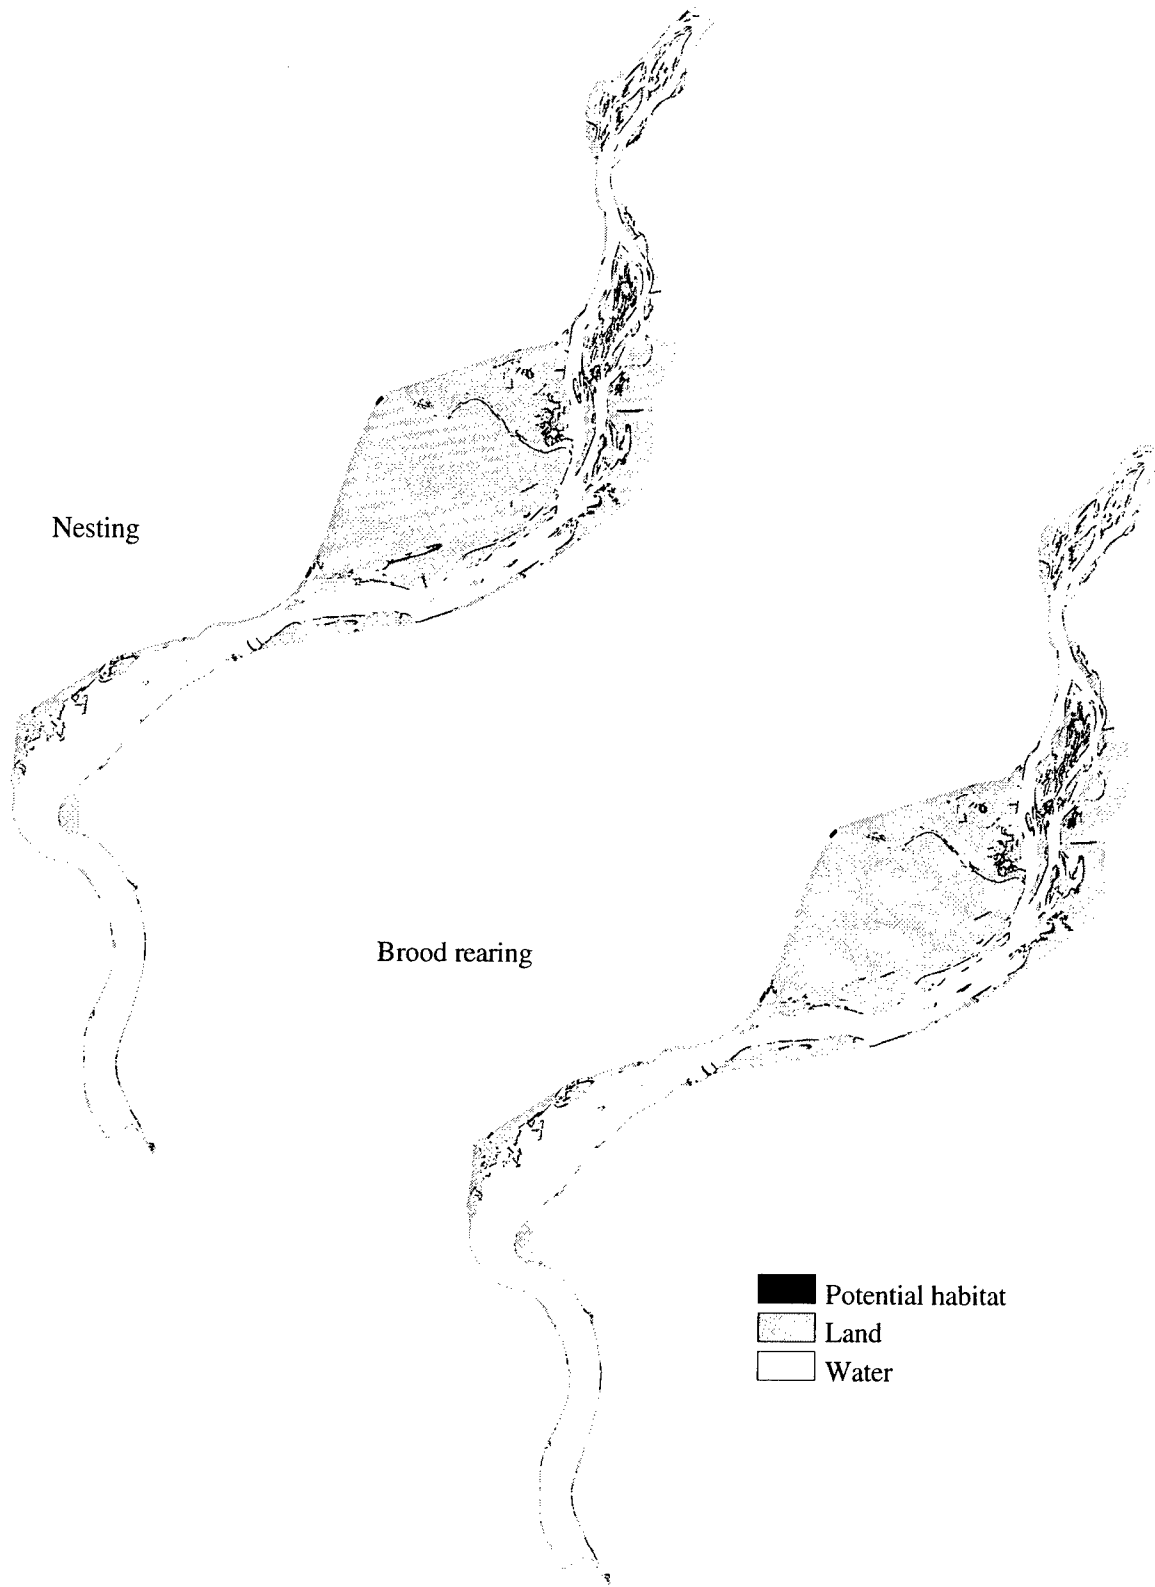 Nesting
Brood rearing
Potential habitat
Land
Water